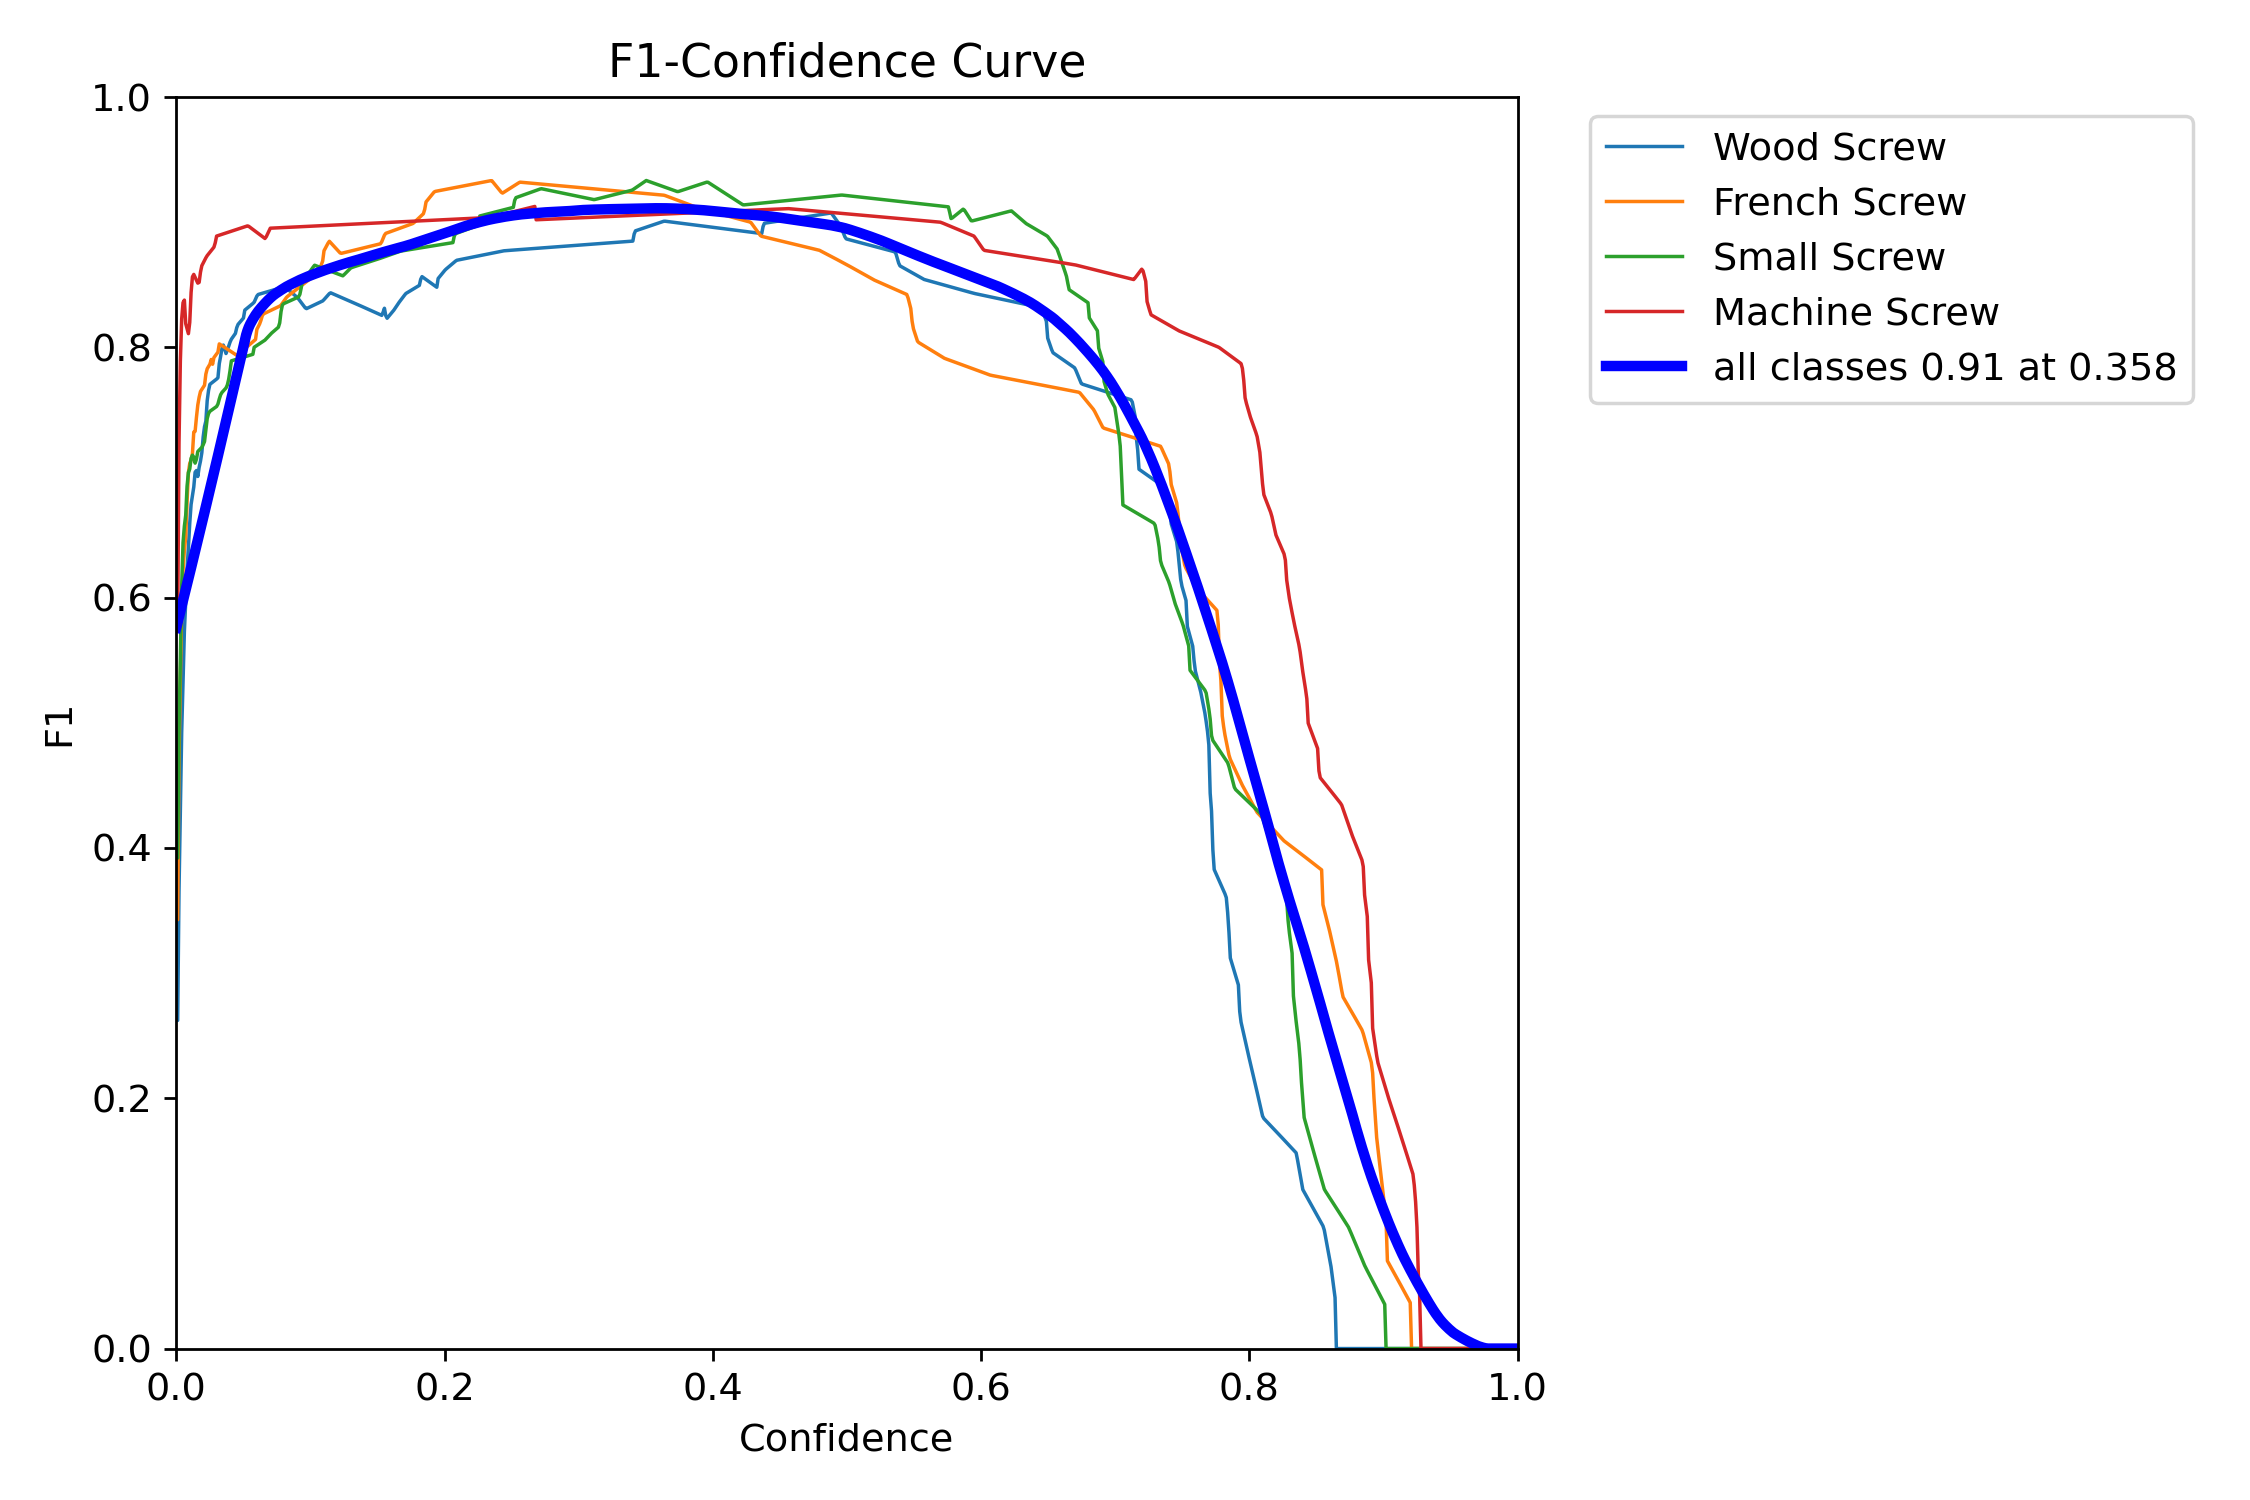 F1-Confidence Curve
1.0
0.8
0.6
0.4
0.2
0.0
F1
0.0 0.2 0.4 0.6 0.8 1.0
Confidence
Wood Screw
French Screw
Small Screw
Machine Screw
all classes 0.91 at 0.358